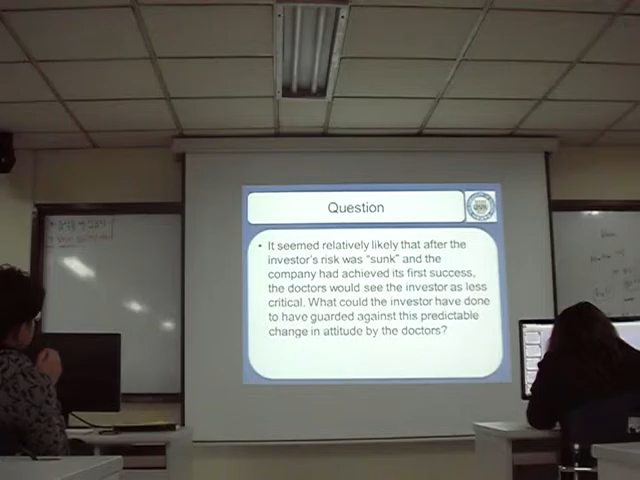 Question
• It seemed relatively likely that after the
investor's risk was "sunk" and the
company had achieved its first success,
the doctors would see the investor as less
critical. What could the investor have done
to have guarded against this predictable
change in attitude by the doctors?